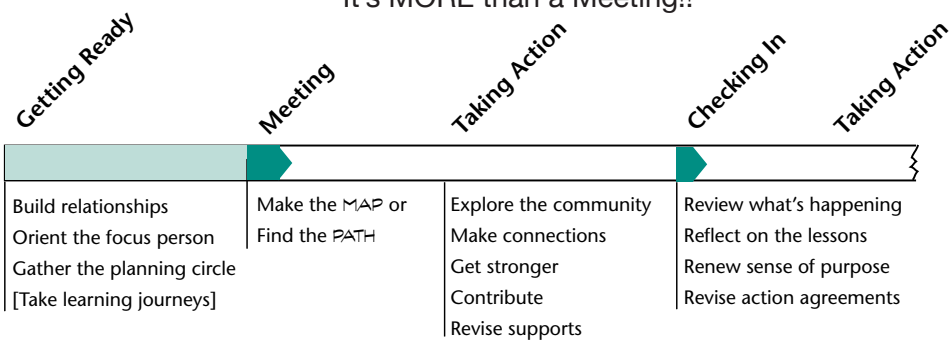 It's MORE than a Meeting!!
Getting Ready
Meeting
Taking Action
Checking In
Taking Action
Build relationships
Orient the focus person
Gather the planning circle
[Take learning journeys]
Make the MAP or
Find the PATH
Explore the community
Make connections
Get stronger
Contribute
Revise supports
Review what's happening
Reflect on the lessons
Renew sense of purpose
Revise action agreements